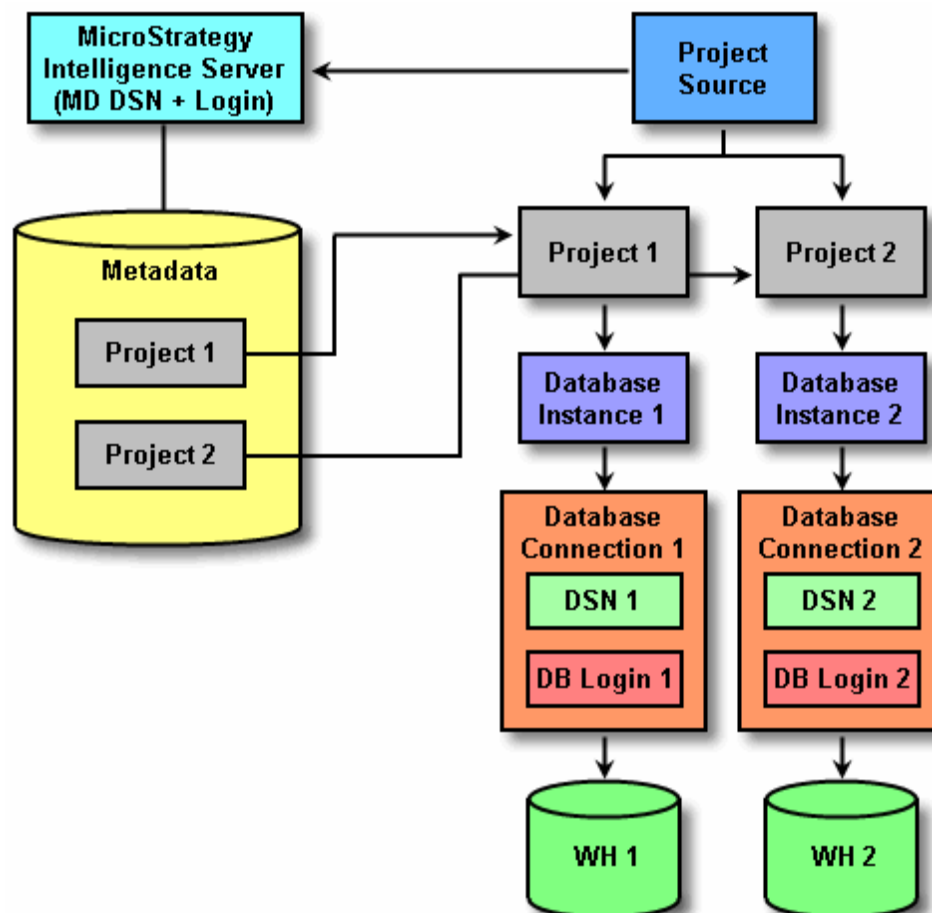 MicroStrategy
Intelligence Server
(MD DSN + Login)
Project
Source
Metadata
Project 1
Project 2
Project 1
Project 2
Database
Instance 1
Database
Instance 2
Database
Connection 1
DSN 1
DB Login 1
Database
Connection 2
DSN 2
DB Login 2
WH 1
WH 2